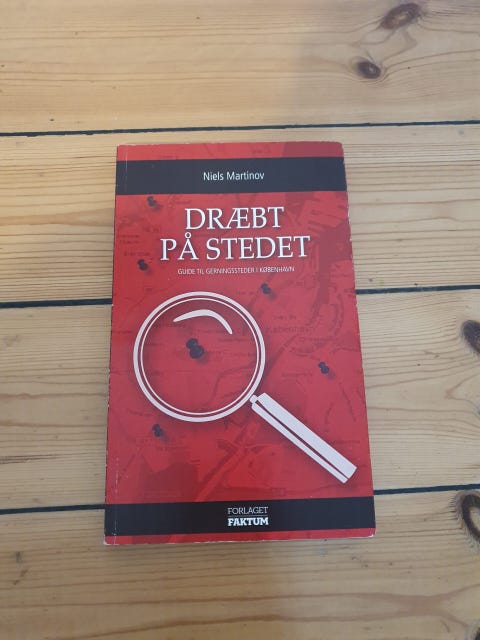 Niels Martinov
DRÆBT
PÅ STEDET
GUIDE TIL GERNINGSSTEDER I KØBENHAVN
FORLAGET
FAKTUM